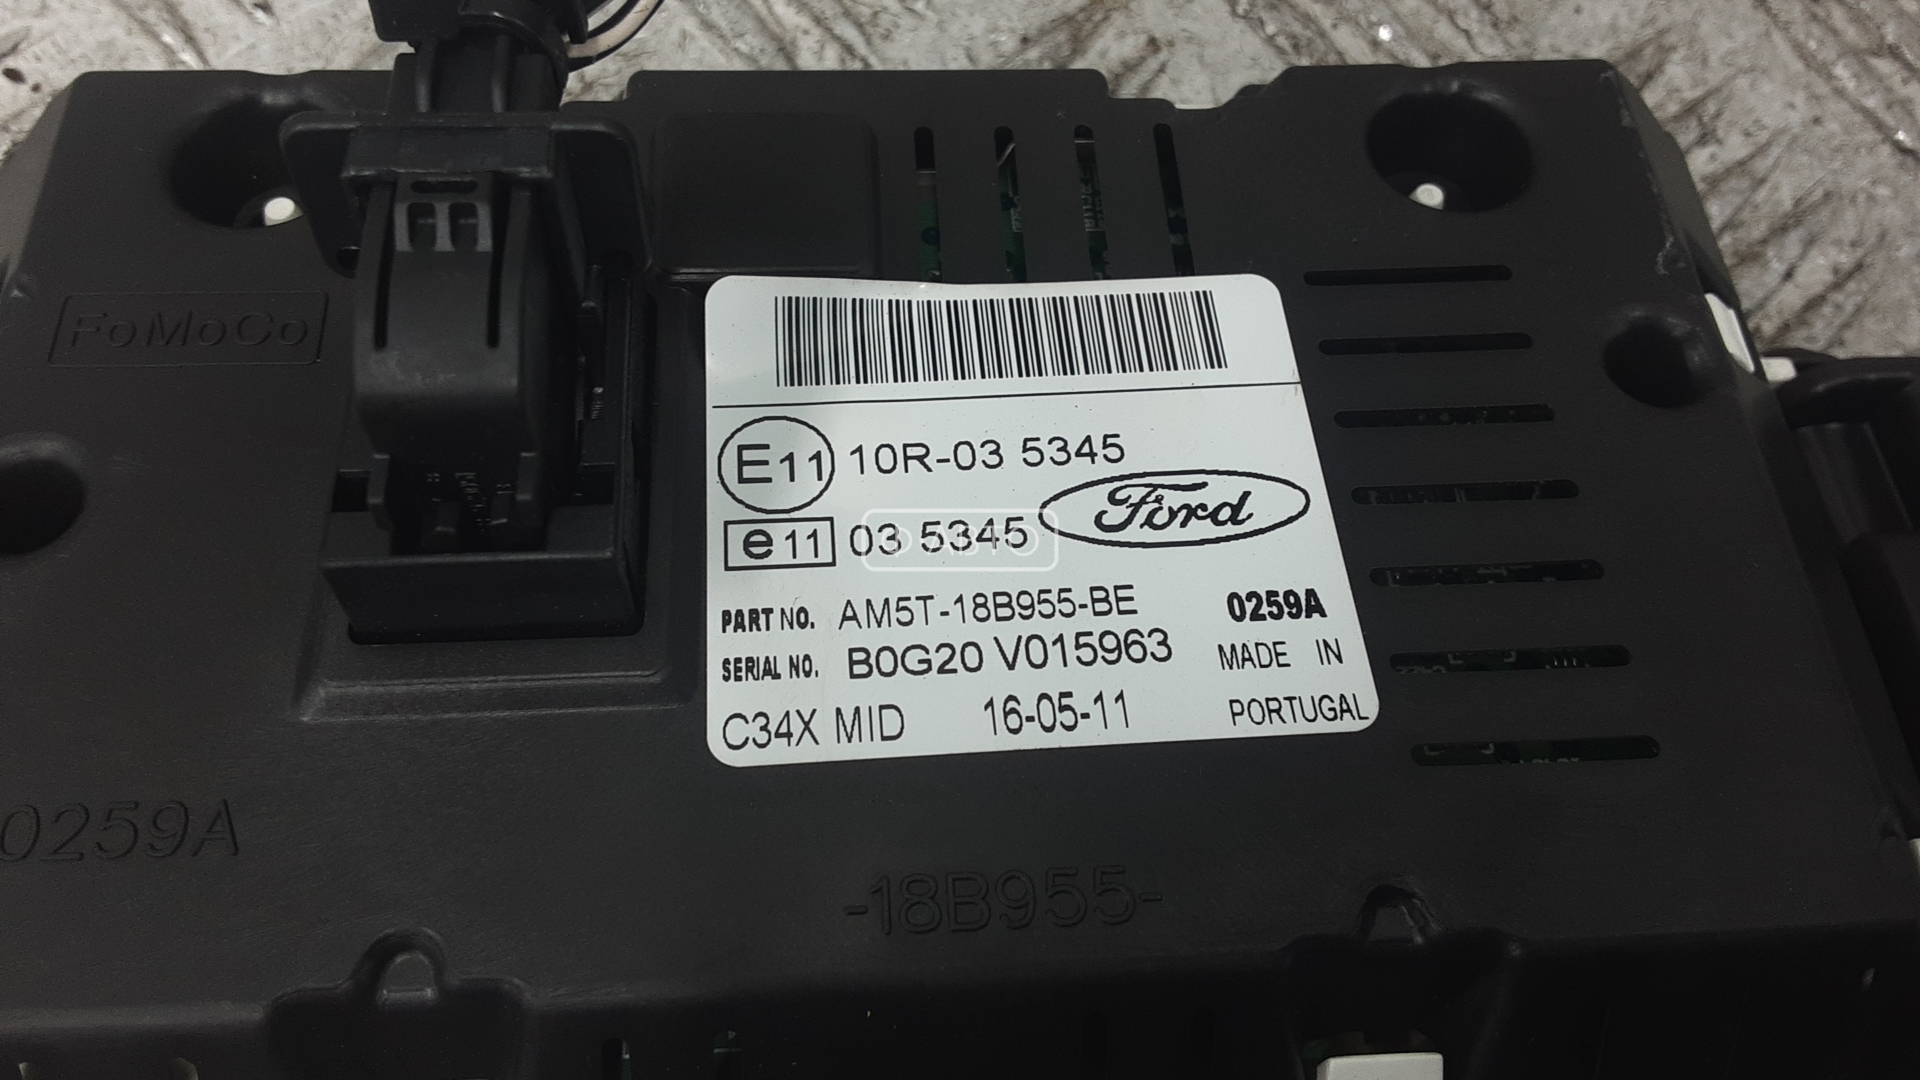 FoMoCo
E11 10R-03 5345
Ford
e11 03 5345
АВТО
PART NO. AM5T-18B955-BE 0259A
SERIAL NO. B0G20 V015963 MADE IN
C34X MID 16-05-11 PORTUGAL
0259A
-18B955-